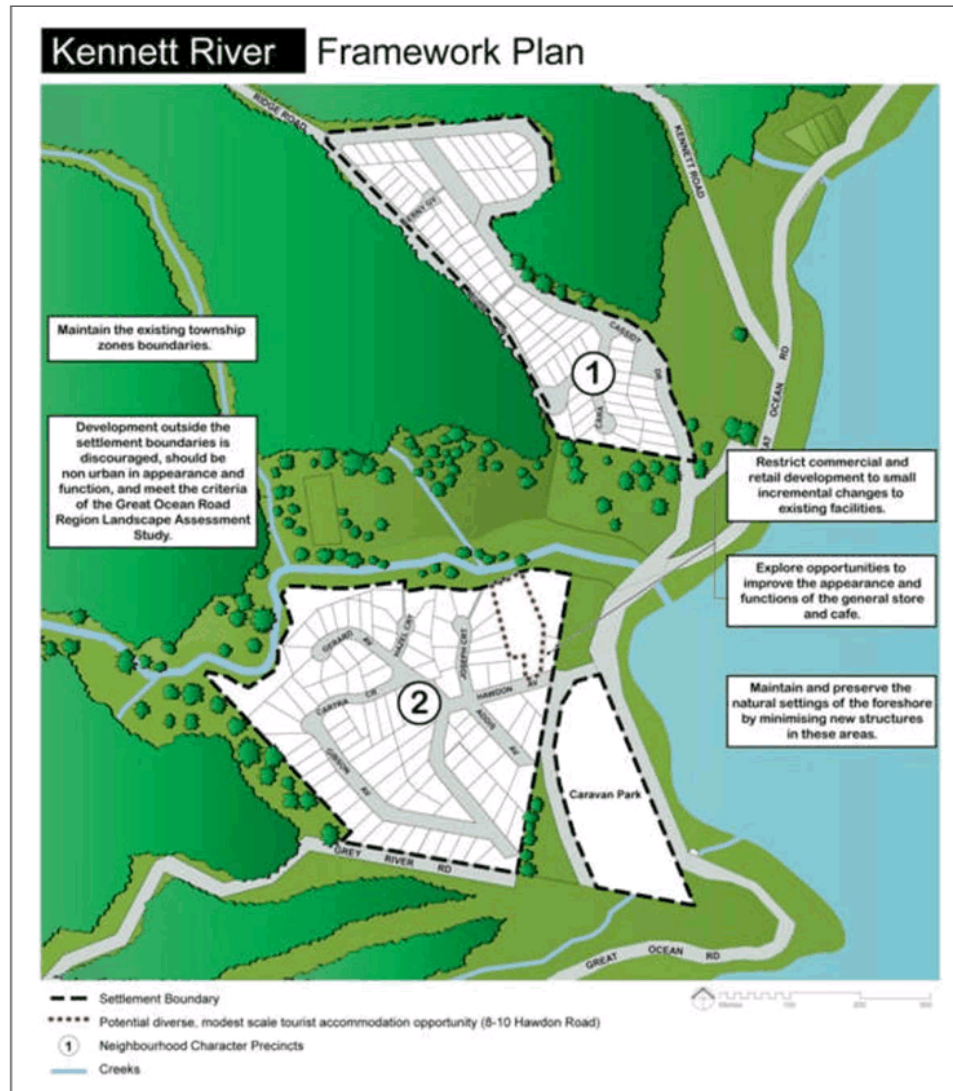 Kennett River Framework Plan
RIDGE ROAD
KENNETT ROAD
CASSIDY
DR
OCEAN RD
1
CARA
Maintain the existing township
zones boundaries.
Development outside the
settlement boundaries is
discouraged, should be
non urban in appearance and
function, and meet the criteria
of the Great Ocean Road
Region Landscape Assessment
Study.
Restrict commercial and
retail development to small
incremental changes to
existing facilities.
Explore opportunities to
improve the appearance and
functions of the general store
and cafe.
Maintain and preserve the
natural settings of the foreshore
by minimising new structures
in these areas.
GERARD AV
HAZEL CRT
JOSEPH CRT
CARTRA CR
2
HAWDON AV
ADDIS AV
GIBSON AV
Caravan Park
GREY RIVER RD
GREAT OCEAN RD
Settlement Boundary
Potential diverse, modest scale tourist accommodation opportunity (8-10 Hawdon Road)
1 Neighbourhood Character Precincts
Creeks